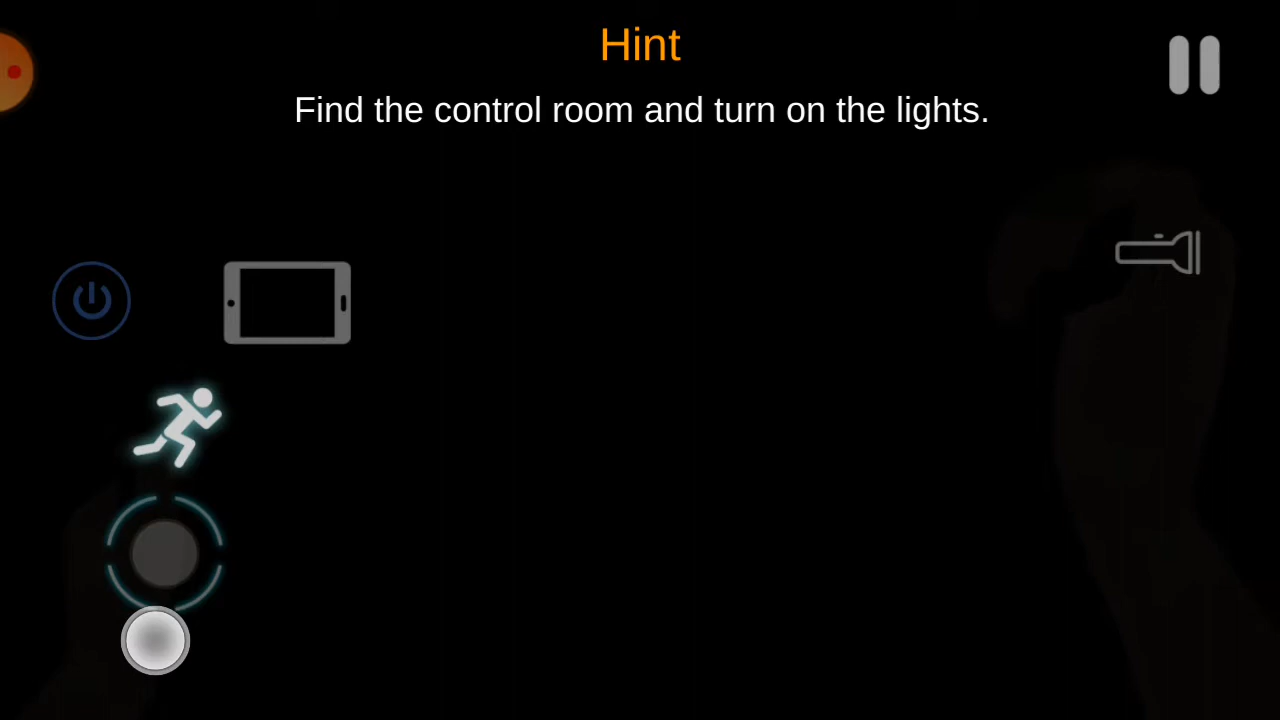 Hint
Find the control room and turn on the lights.